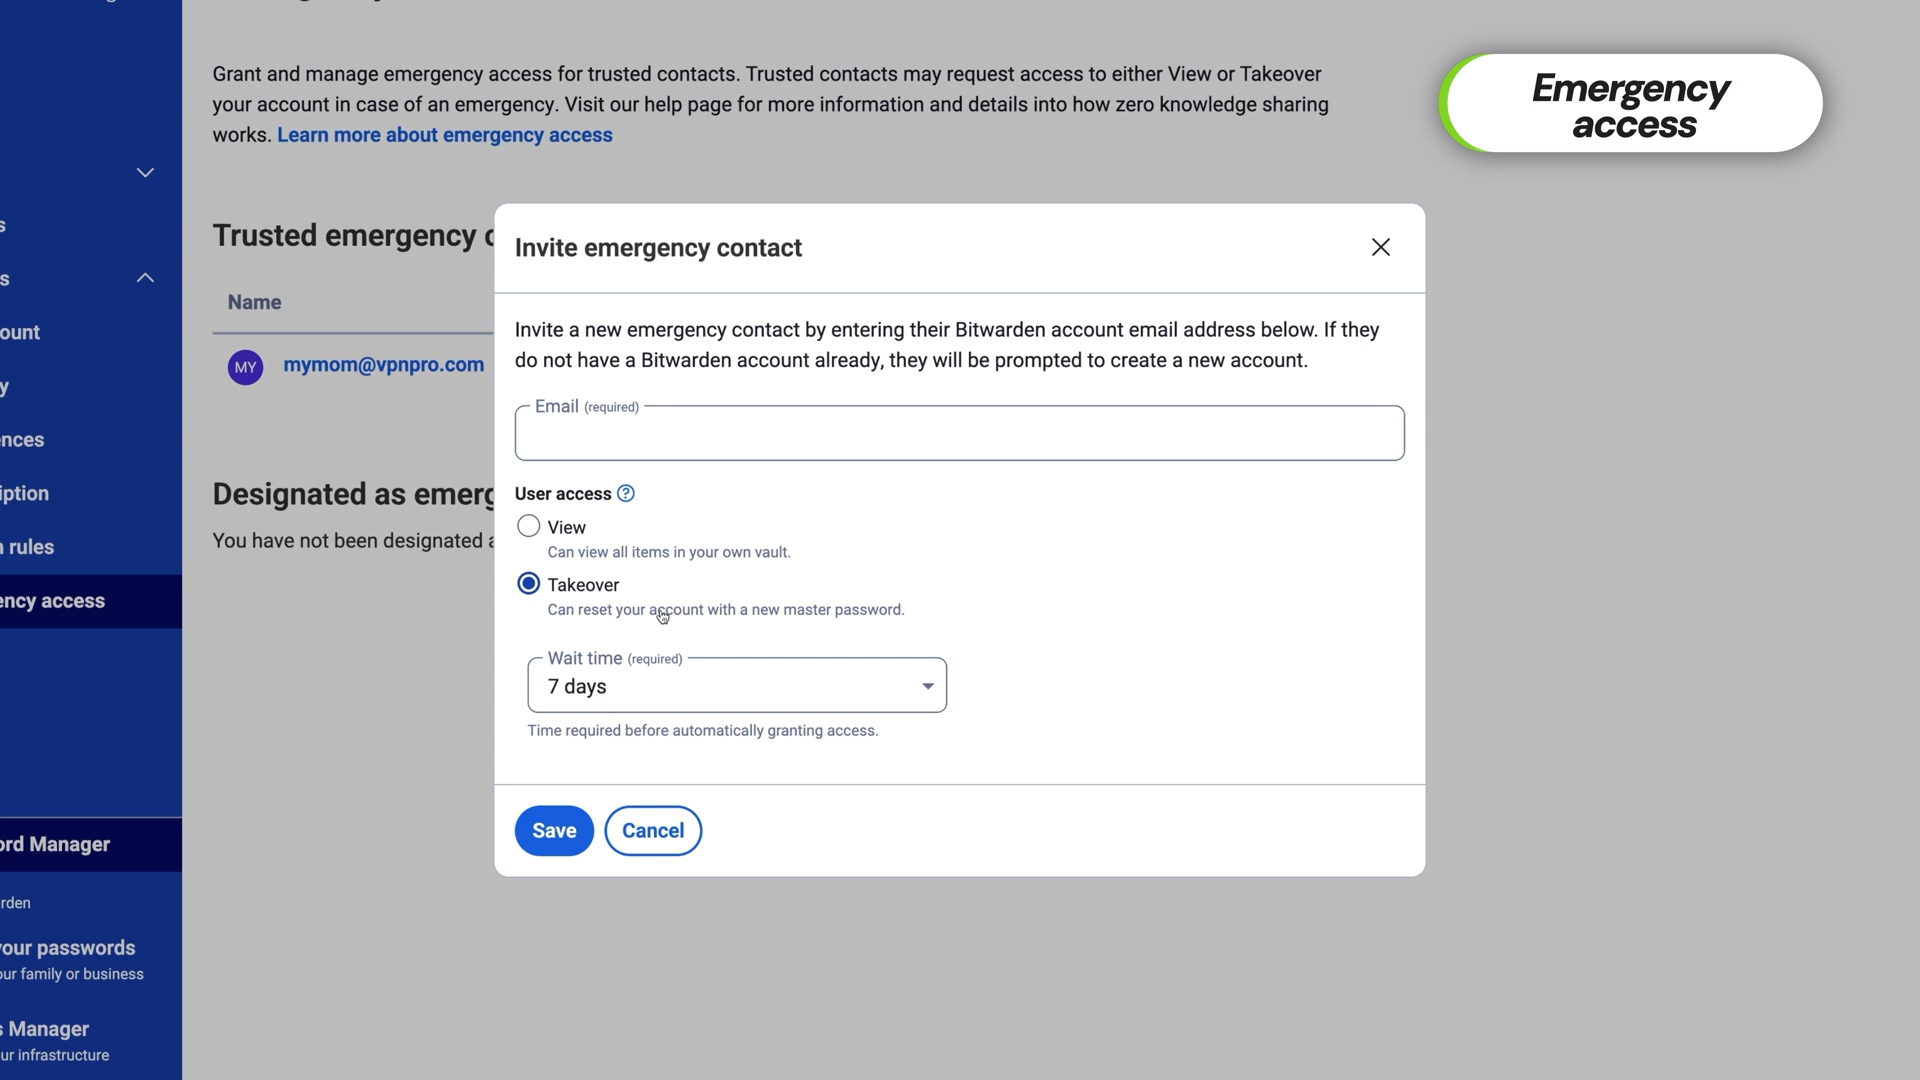 Grant and manage emergency access for trusted contacts. Trusted contacts may request access to either View or Takeover
your account in case of an emergency. Visit our help page for more information and details into how zero knowledge sharing
works. Learn more about emergency access
Emergency
access
Trusted emergency c
Name
MY mymom@vpnpro.com
Designated as emerg
You have not been designated a
s
s
ount
y
ences
iption
n rules
ency access
ord Manager
rden
your passwords
our family or business
s Manager
ur infrastructure
Invite emergency contact
Invite a new emergency contact by entering their Bitwarden account email address below. If they
do not have a Bitwarden account already, they will be prompted to create a new account.
Email (required)
User access ?
View
Can view all items in your own vault.
Takeover
Can reset your account with a new master password.
Wait time (required)
7 days
Time required before automatically granting access.
Save Cancel